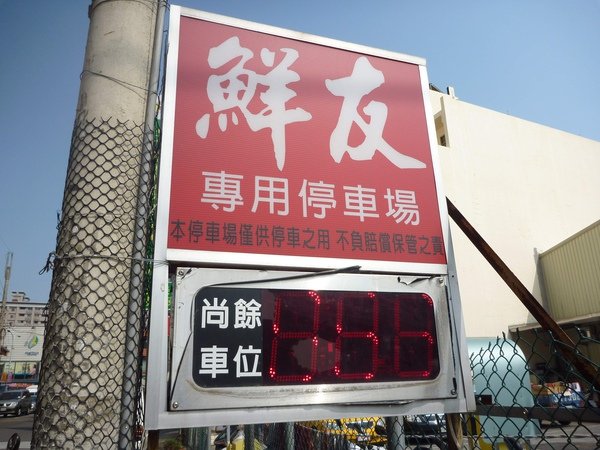 鮮友
專用停車場
本停車場僅供停車之用 不負賠償保管之責
尚餘
車位